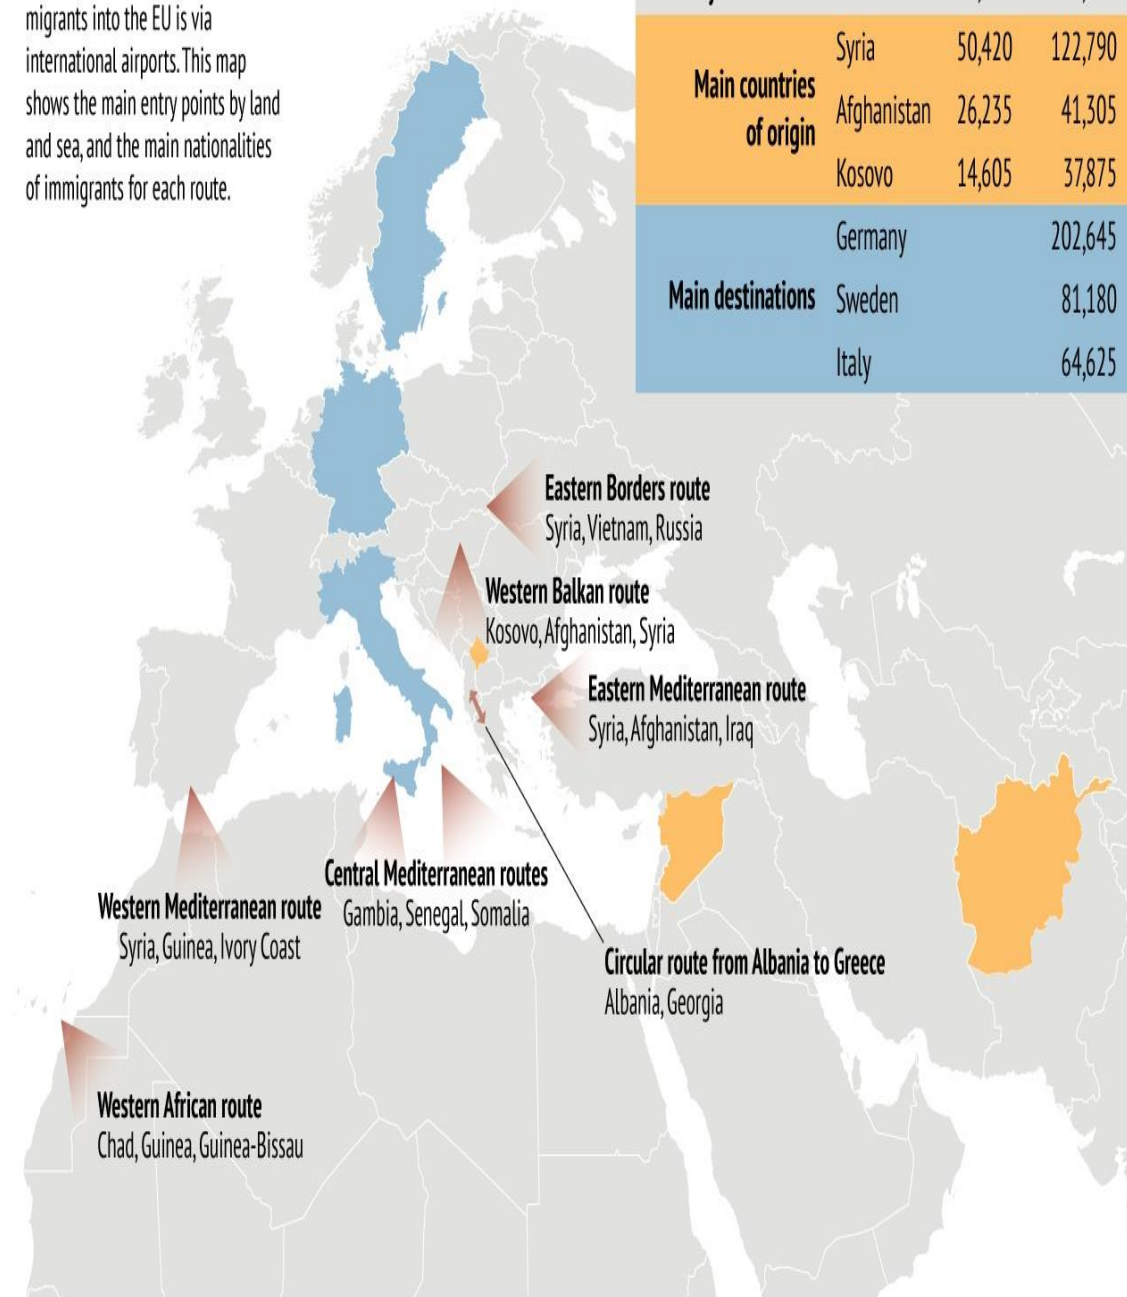 migrants into the EU is via
international airports. This map
shows the main entry points by land
and sea, and the main nationalities
of immigrants for each route.
Main countries
of origin
Syria 50,420 122,790
Afghanistan 26,235 41,305
Kosovo 14,605 37,875
Main destinations
Germany 202,645
Sweden 81,180
Italy 64,625
Eastern Borders route
Syria, Vietnam, Russia
Western Balkan route
Kosovo, Afghanistan, Syria
Eastern Mediterranean route
Syria, Afghanistan, Iraq
Central Mediterranean routes
Gambia, Senegal, Somalia
Western Mediterranean route
Syria, Guinea, Ivory Coast
Circular route from Albania to Greece
Albania, Georgia
Western African route
Chad, Guinea, Guinea-Bissau